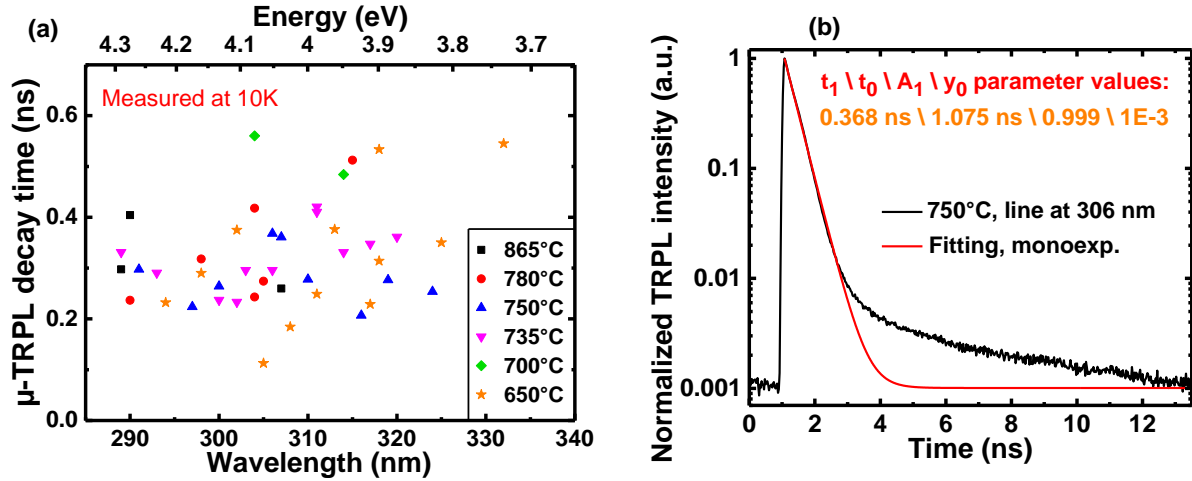 (a)
Energy (eV)
4.3 4.2 4.1 4 3.9 3.8 3.7
μ-TRPL decay time (ns)
0.6
0.4
0.2
0.0
Measured at 10K
865°C
780°C
750°C
735°C
700°C
650°C
290 300 310 320 330 340
Wavelength (nm)
(b)
Normalized TRPL intensity (a.u.)
1
0.1
0.01
0.001
t₁ \ t₀ \ A₁ \ y₀ parameter values:
0.368 ns \ 1.075 ns \ 0.999 \ 1E-3
750°C, line at 306 nm
Fitting, monoexp.
0 2 4 6 8 10 12
Time (ns)